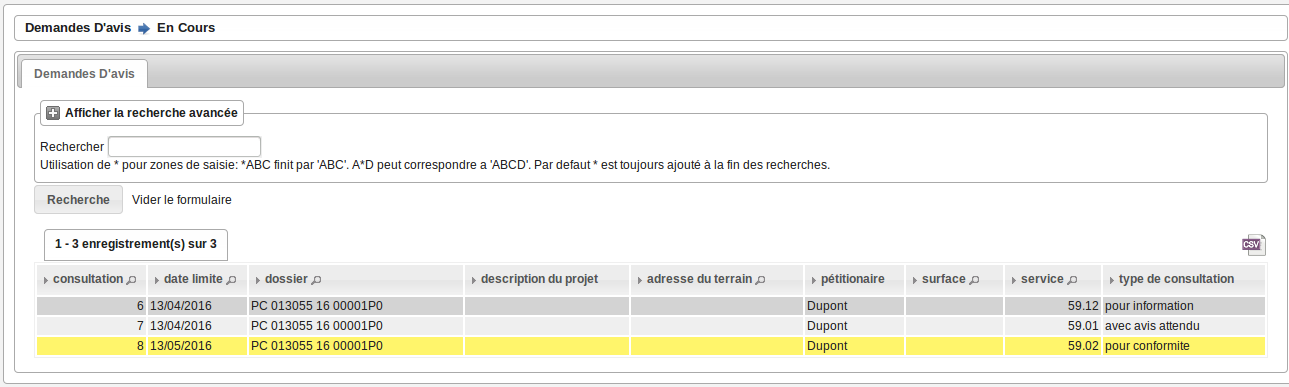 Demandes D'avis En Cours
Demandes D'avis
Afficher la recherche avancée
Rechercher
Utilisation de * pour zones de saisie: *ABC finit par 'ABC'. A*D peut correspondre a 'ABCD'. Par defaut * est toujours ajouté à la fin des recherches.
Recherche Vider le formulaire
1 - 3 enregistrement(s) sur 3
CSV
consultation date limite dossier description du projet adresse du terrain pétitionaire surface service type de consultation
6 13/04/2016 PC 013055 16 00001P0 Dupont 59.12 pour information
7 13/04/2016 PC 013055 16 00001P0 Dupont 59.01 avec avis attendu
8 13/05/2016 PC 013055 16 00001P0 Dupont 59.02 pour conformite